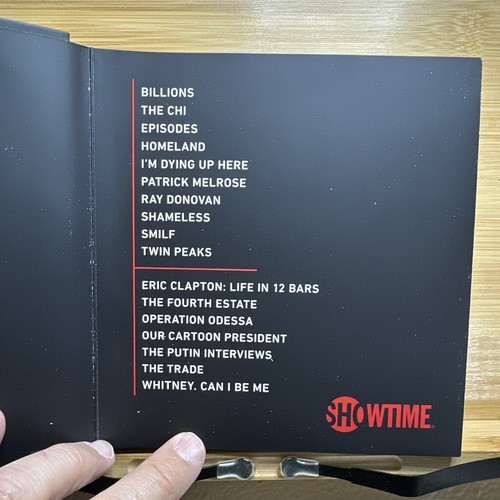 BILLIONS
THE CHI
EPISODES
HOMELAND
I'M DYING UP HERE
PATRICK MELROSE
RAY DONOVAN
SHAMELESS
SMILF
TWIN PEAKS
ERIC CLAPTON: LIFE IN 12 BARS
THE FOURTH ESTATE
OPERATION ODESSA
OUR CARTOON PRESIDENT
THE PUTIN INTERVIEWS
THE TRADE
WHITNEY. CAN I BE ME
SHOWTIME